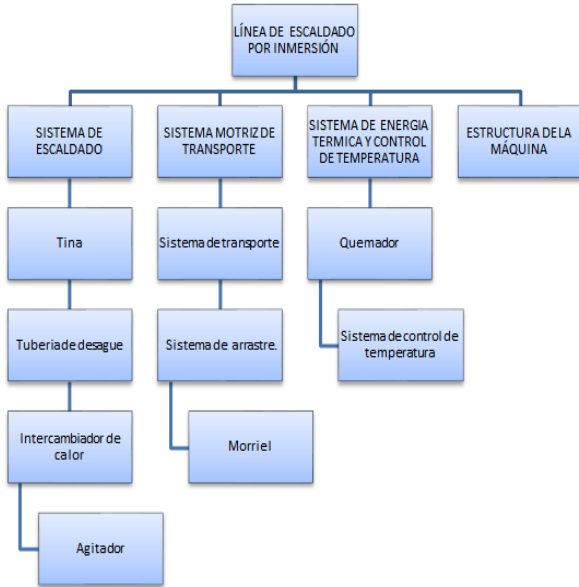 LÍNEA DE ESCALDADO
POR INMERSIÓN
SISTEMA DE
ESCALDADO
SISTEMA MOTRIZ DE
TRANSPORTE
SISTEMA DE ENERGIA
TERMICA Y CONTROL
DE TEMPERATURA
ESTRUCTURA DE LA
MÁQUINA
Tina
Sistema de transporte
Quemador
Tuberia de desague
Sistema de arrastre.
Sistema de control de
temperatura
Intercambiador de
calor
Morriel
Agitador